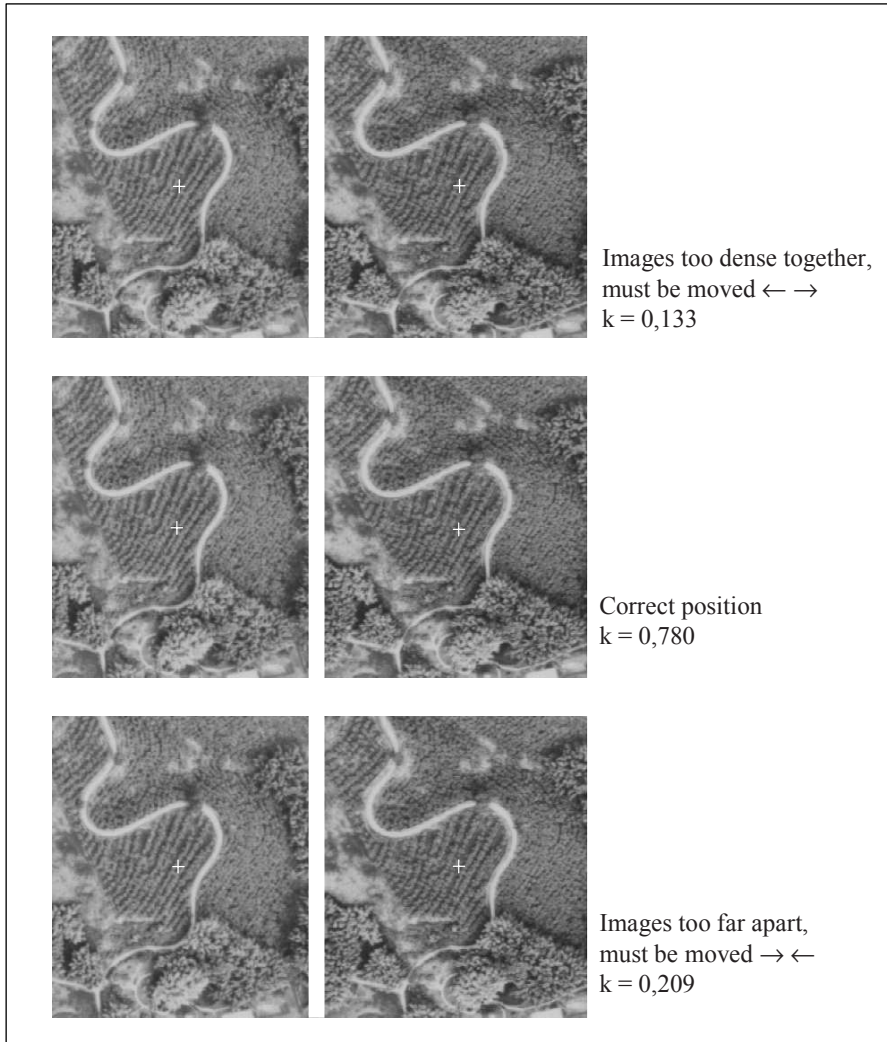 Images too dense together,
must be moved ← →
k = 0,133
Correct position
k = 0,780
Images too far apart,
must be moved → ←
k = 0,209